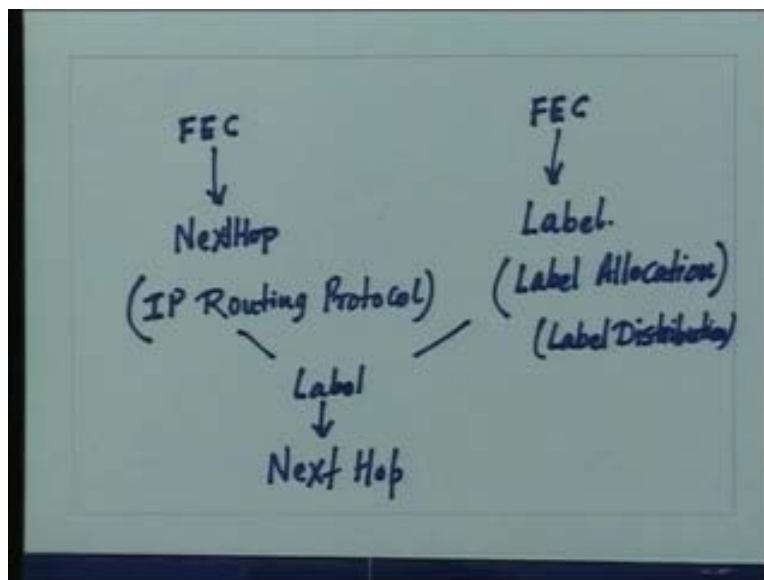 FEC
NextHop
(IP Routing Protocol)
FEC
Label.
(Label Allocation)
(Label Distribution)
Label
Next Hop